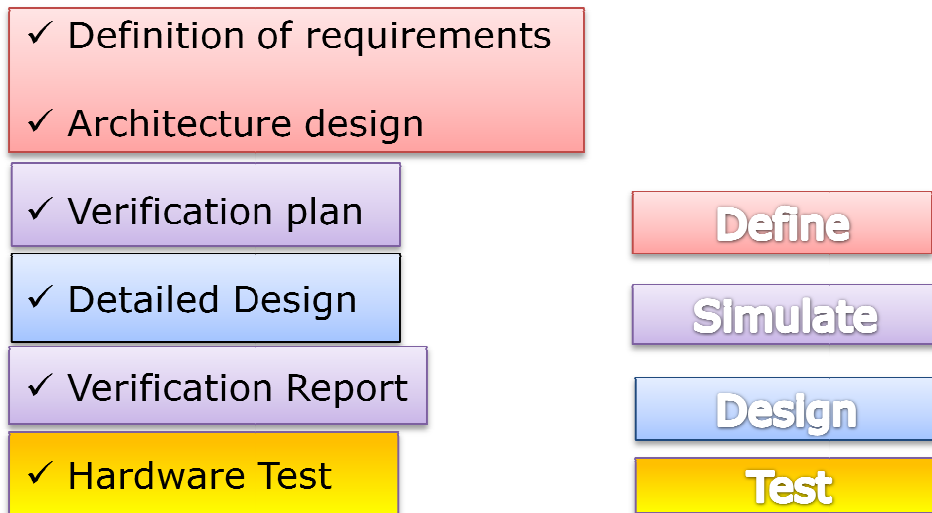 ✓ Definition of requirements
✓ Architecture design
✓ Verification plan
✓ Detailed Design
✓ Verification Report
✓ Hardware Test
Define
Simulate
Design
Test